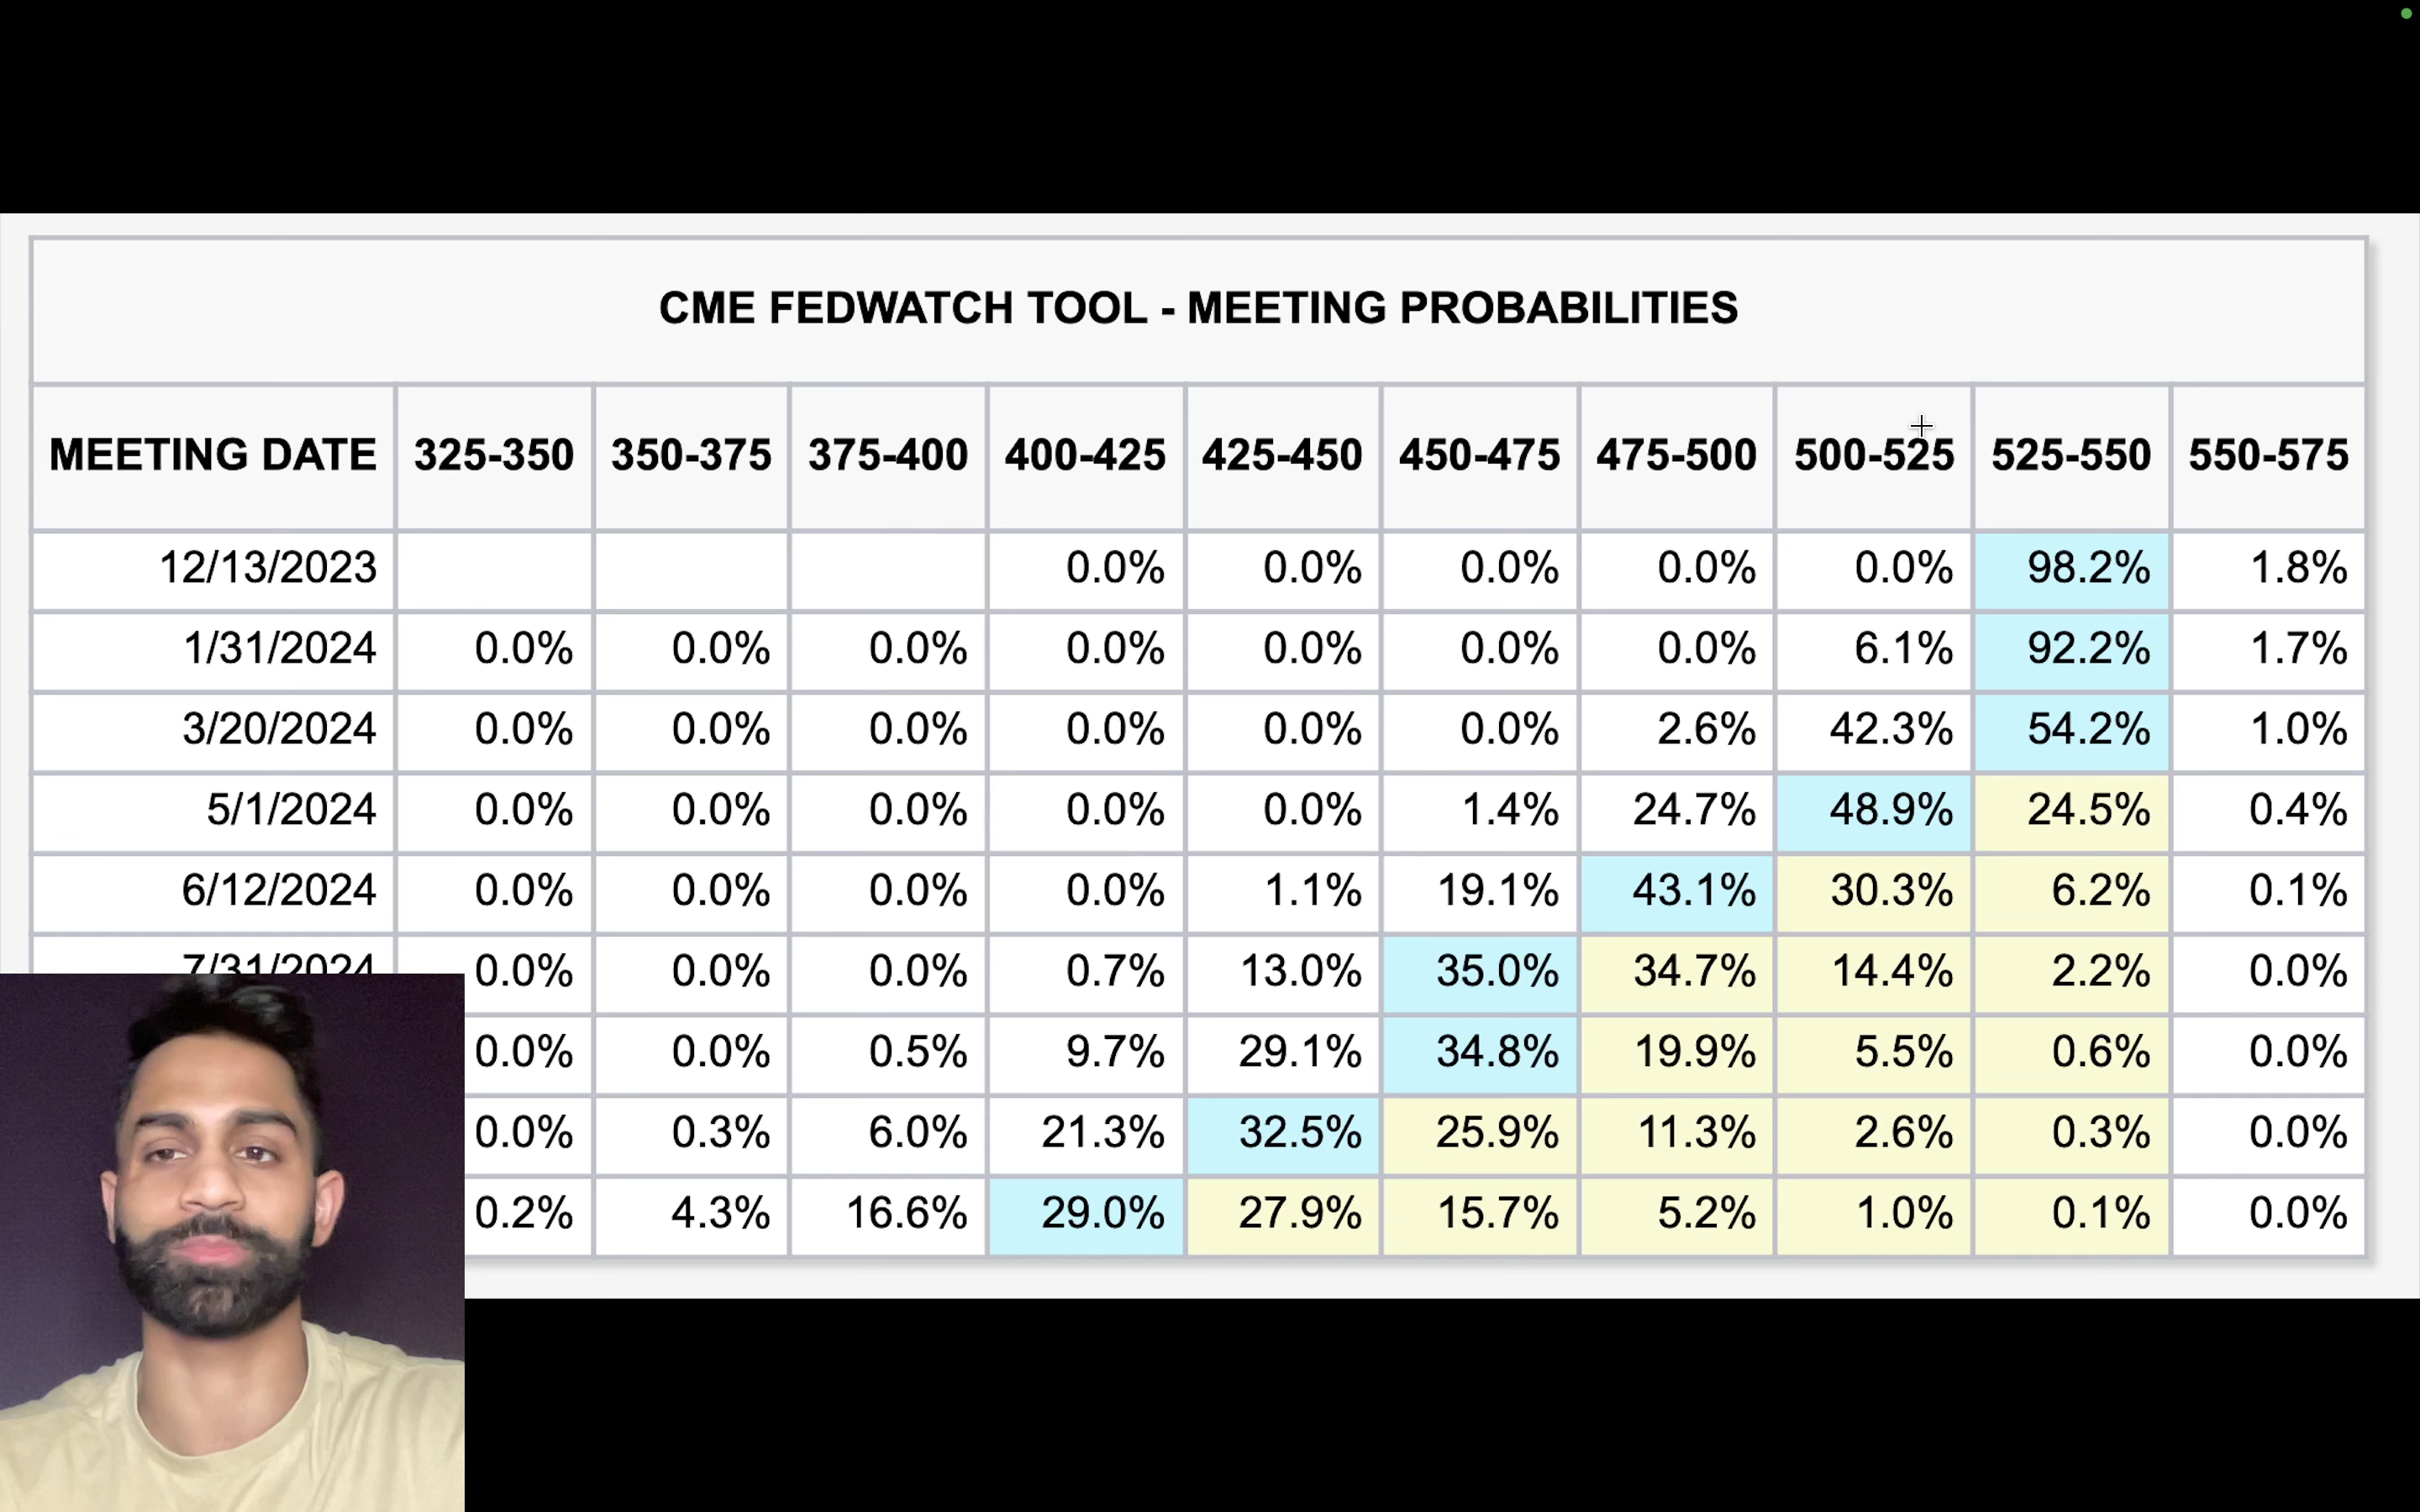 CME FEDWATCH TOOL - MEETING PROBABILITIES
MEETING DATE 325-350 350-375 375-400 400-425 425-450 450-475 475-500 500-525 525-550 550-575
12/13/2023 0.0% 0.0% 0.0% 0.0% 0.0% 98.2% 1.8%
1/31/2024 0.0% 0.0% 0.0% 0.0% 0.0% 0.0% 0.0% 6.1% 92.2% 1.7%
3/20/2024 0.0% 0.0% 0.0% 0.0% 0.0% 0.0% 2.6% 42.3% 54.2% 1.0%
5/1/2024 0.0% 0.0% 0.0% 0.0% 0.0% 1.4% 24.7% 48.9% 24.5% 0.4%
6/12/2024 0.0% 0.0% 0.0% 0.0% 1.1% 19.1% 43.1% 30.3% 6.2% 0.1%
7/31/2024 0.0% 0.0% 0.0% 0.7% 13.0% 35.0% 34.7% 14.4% 2.2% 0.0%
0.0% 0.0% 0.5% 9.7% 29.1% 34.8% 19.9% 5.5% 0.6% 0.0%
0.0% 0.3% 6.0% 21.3% 32.5% 25.9% 11.3% 2.6% 0.3% 0.0%
0.2% 4.3% 16.6% 29.0% 27.9% 15.7% 5.2% 1.0% 0.1% 0.0%